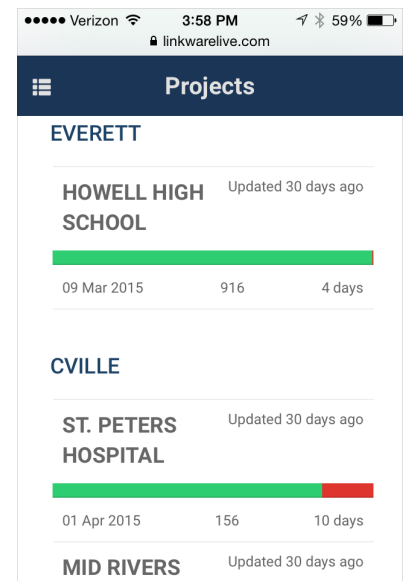 Verizon 3:58 PM 59%
linkwarelive.com
Projects
EVERETT
HOWELL HIGH Updated 30 days ago
SCHOOL
09 Mar 2015 916 4 days
CVILLE
ST. PETERS Updated 30 days ago
HOSPITAL
01 Apr 2015 156 10 days
MID RIVERS Updated 30 days ago